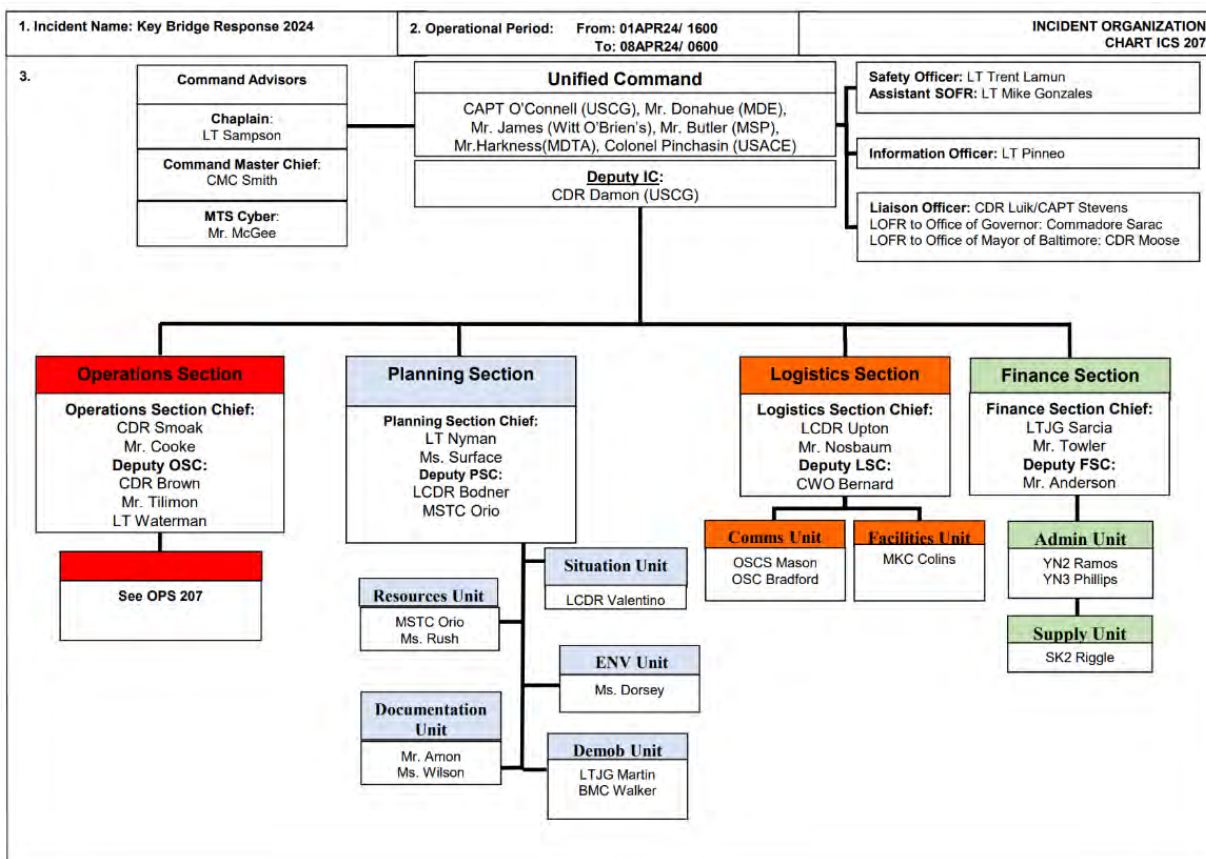 1. Incident Name: Key Bridge Response 2024
2. Operational Period: From: 01APR24/ 1600
To: 08APR24/ 0600
INCIDENT ORGANIZATION
CHART ICS 207
3.
Command Advisors
Chaplain:
LT Sampson
Command Master Chief:
CMC Smith
MTS Cyber:
Mr. McGee
Unified Command
CAPT O'Connell (USCG), Mr. Donahue (MDE),
Mr. James (Witt O'Brien's), Mr. Butler (MSP),
Mr.Harkness(MDTA), Colonel Pinchasin (USACE)
Deputy IC:
CDR Damon (USCG)
Safety Officer: LT Trent Lamun
Assistant SOFR: LT Mike Gonzales
Information Officer: LT Pinneo
Liaison Officer: CDR Luik/CAPT Stevens
LOFR to Office of Governor: Commadore Sarac
LOFR to Office of Mayor of Baltimore: CDR Moose
Operations Section
Operations Section Chief:
CDR Smoak
Mr. Cooke
Deputy OSC:
CDR Brown
Mr. Tilimon
LT Waterman
See OPS 207
Planning Section
Planning Section Chief:
LT Nyman
Ms. Surface
Deputy PSC:
LCDR Bodner
MSTC Orio
Situation Unit
LCDR Valentino
Resources Unit
MSTC Orio
Ms. Rush
ENV Unit
Ms. Dorsey
Documentation
Unit
Mr. Amon
Ms. Wilson
Demob Unit
LTJG Martin
BMC Walker
Logistics Section
Logistics Section Chief:
LCDR Upton
Mr. Nosbaum
Deputy LSC:
CWO Bernard
Comms Unit
OSCS Mason
OSC Bradford
Facilities Unit
MKC Colins
Finance Section
Finance Section Chief:
LTJG Sarcia
Mr. Towler
Deputy FSC:
Mr. Anderson
Admin Unit
YN2 Ramos
YN3 Phillips
Supply Unit
SK2 Riggle